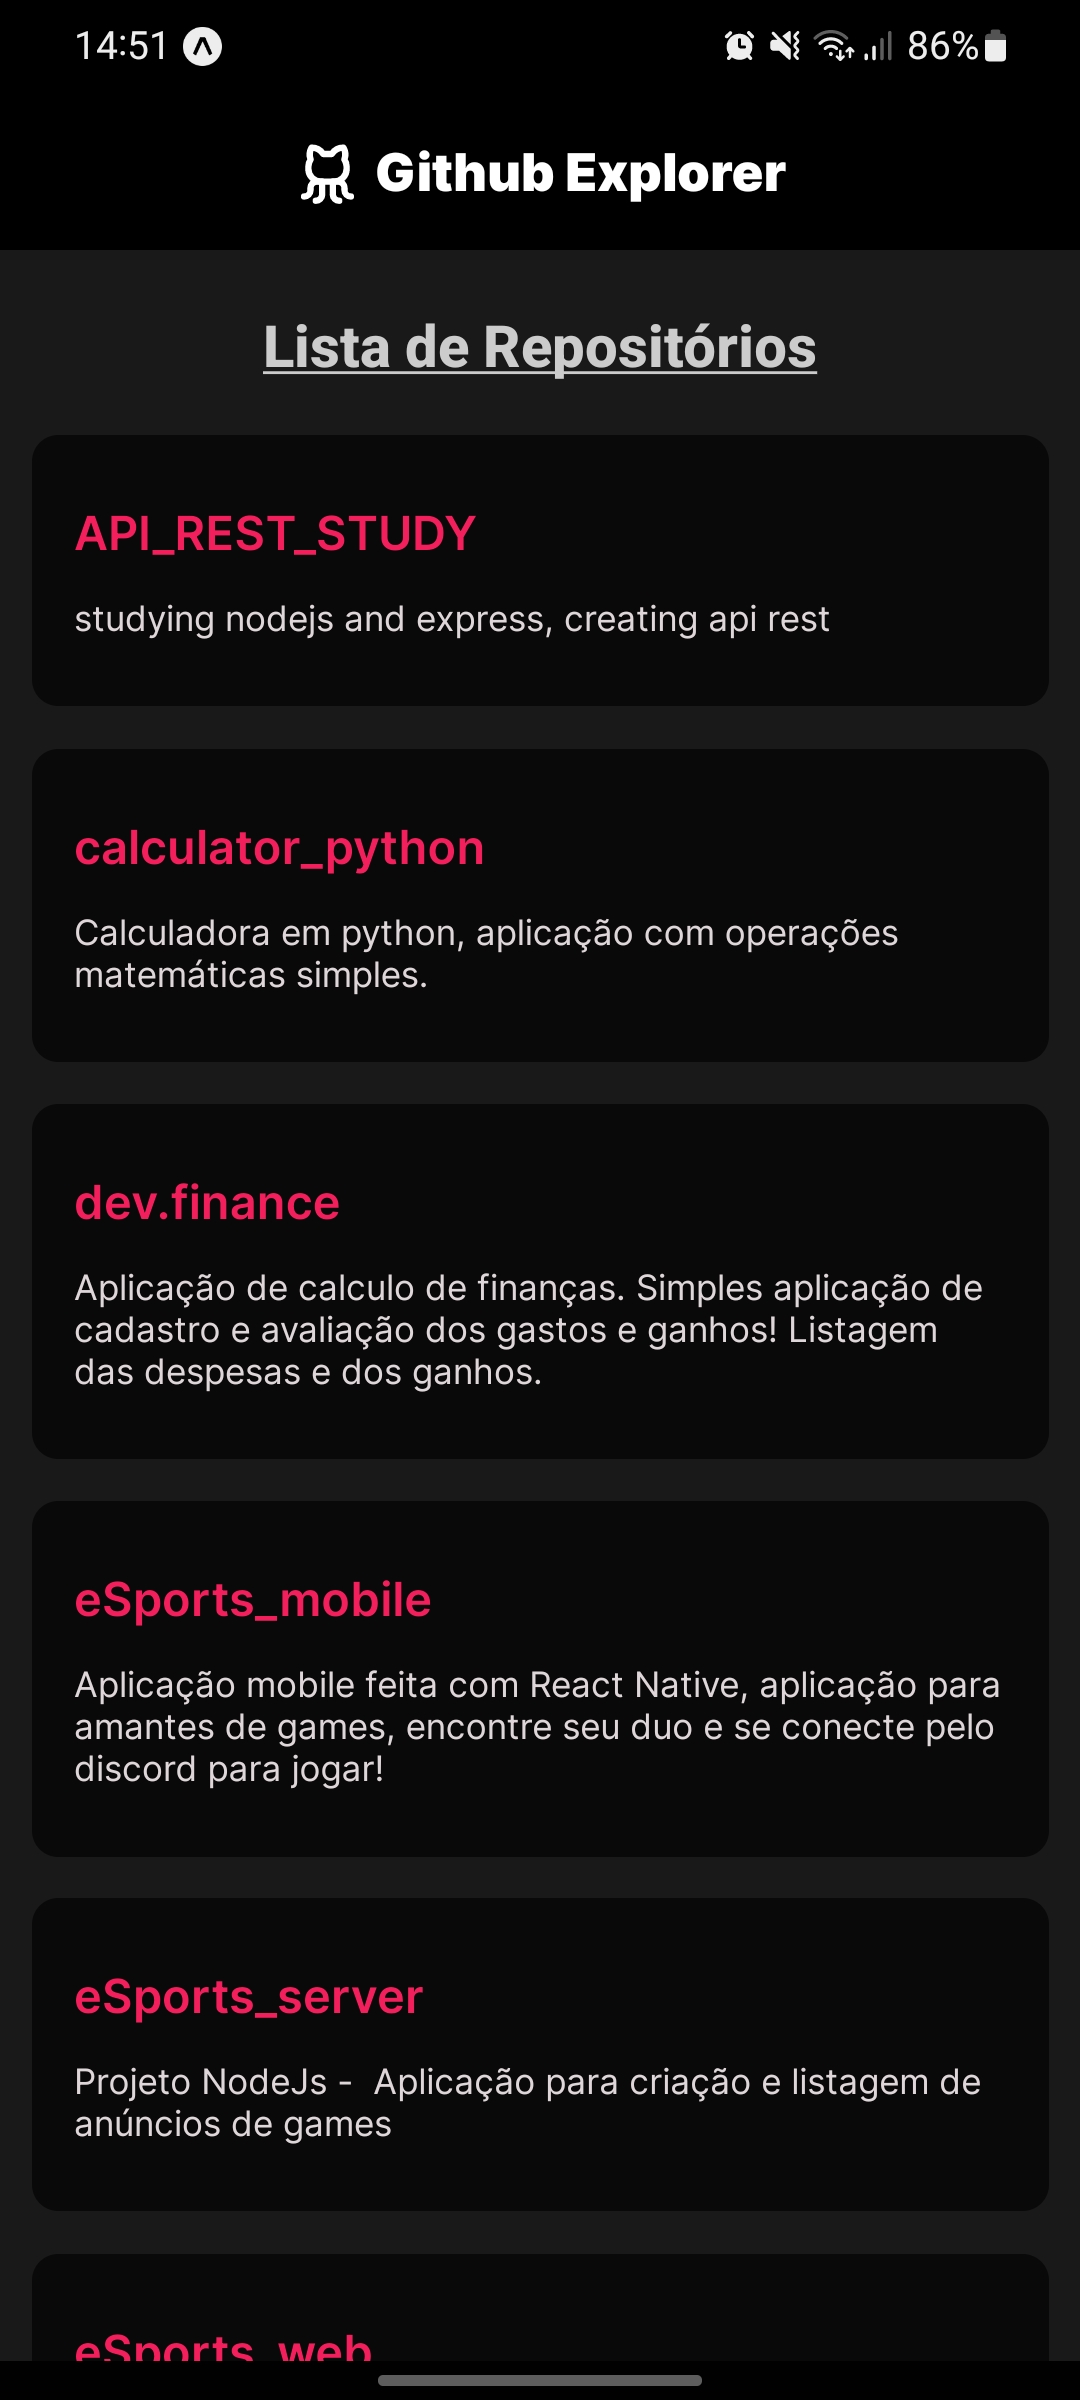 14:51
86%
Github Explorer
Lista de Repositórios
API_REST_STUDY
studying nodejs and express, creating api rest
calculator_python
Calculadora em python, aplicação com operações
matemáticas simples.
dev.finance
Aplicação de calculo de finanças. Simples aplicação de
cadastro e avaliação dos gastos e ganhos! Listagem
das despesas e dos ganhos.
eSports_mobile
Aplicação mobile feita com React Native, aplicação para
amantes de games, encontre seu duo e se conecte pelo
discord para jogar!
eSports_server
Projeto NodeJs -  Aplicação para criação e listagem de
anúncios de games
eSports_web